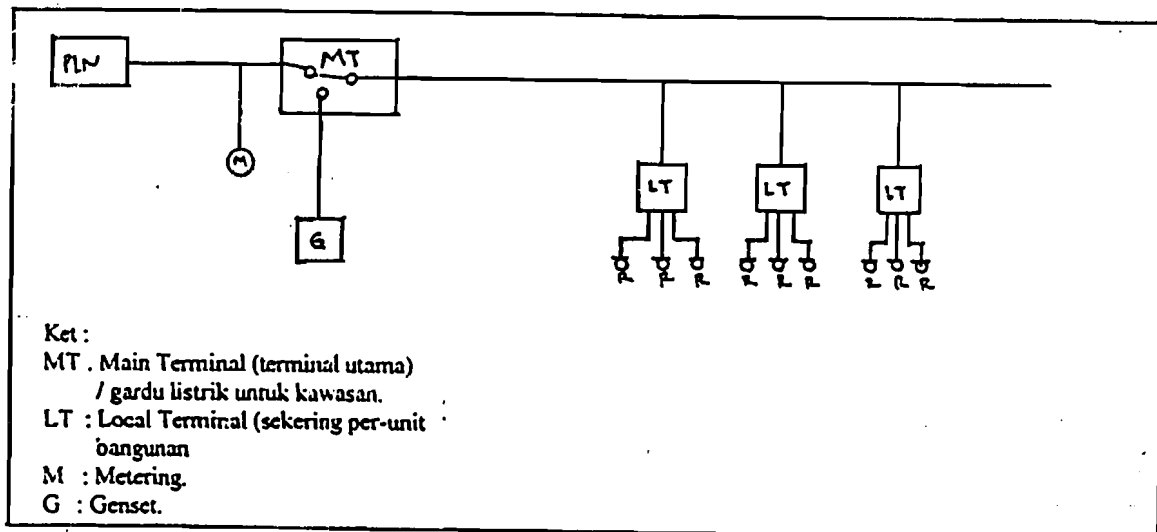 PLN
MT
M
G
LT LT LT
R R R R R R R R R
Ket :
MT . Main Terminal (terminal utama)
/ gardu listrik untuk kawasan.
LT : Local Terminal (sekering per-unit
bangunan
M : Metering.
G : Genset.